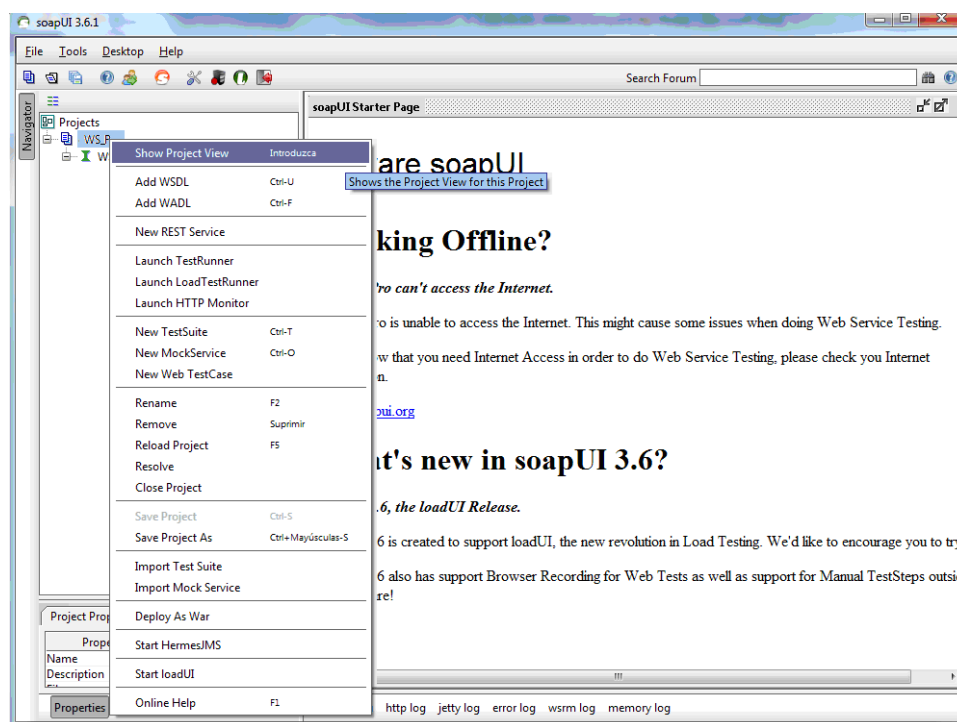 soapUI 3.6.1
File Tools Desktop Help
Search Forum
Navigator
soapUI Starter Page
Projects
WS_P
W
Show Project View Introduzca
are soapUI
Add WSDL Ctrl-U
Shows the Project View for this Project
Add WADL Ctrl-F
New REST Service
king Offline?
Launch TestRunner
Launch LoadTestRunner
Pro can't access the Internet.
Launch HTTP Monitor
New TestSuite Ctrl-T
ro is unable to access the Internet. This might cause some issues when doing Web Service Testing.
New MockService Ctrl-O
w that you need Internet Access in order to do Web Service Testing, please check you Internet
New Web TestCase
n.
Rename F2
pui.org
Remove Suprimir
Reload Project F5
t's new in soapUI 3.6?
Resolve
Close Project
.6, the loadUI Release.
Save Project Ctrl-S
Save Project As Ctrl+Mayúsculas-S
6 is created to support loadUI, the new revolution in Load Testing. We'd like to encourage you to try
Import Test Suite
6 also has support Browser Recording for Web Tests as well as support for Manual TestSteps outsi
Import Mock Service
re!
Project Prop
Deploy As War
Prope
Start HermesJMS
Name
Description
Start loadUI
Properties
Online Help F1
http log jetty log error log wsrm log memory log